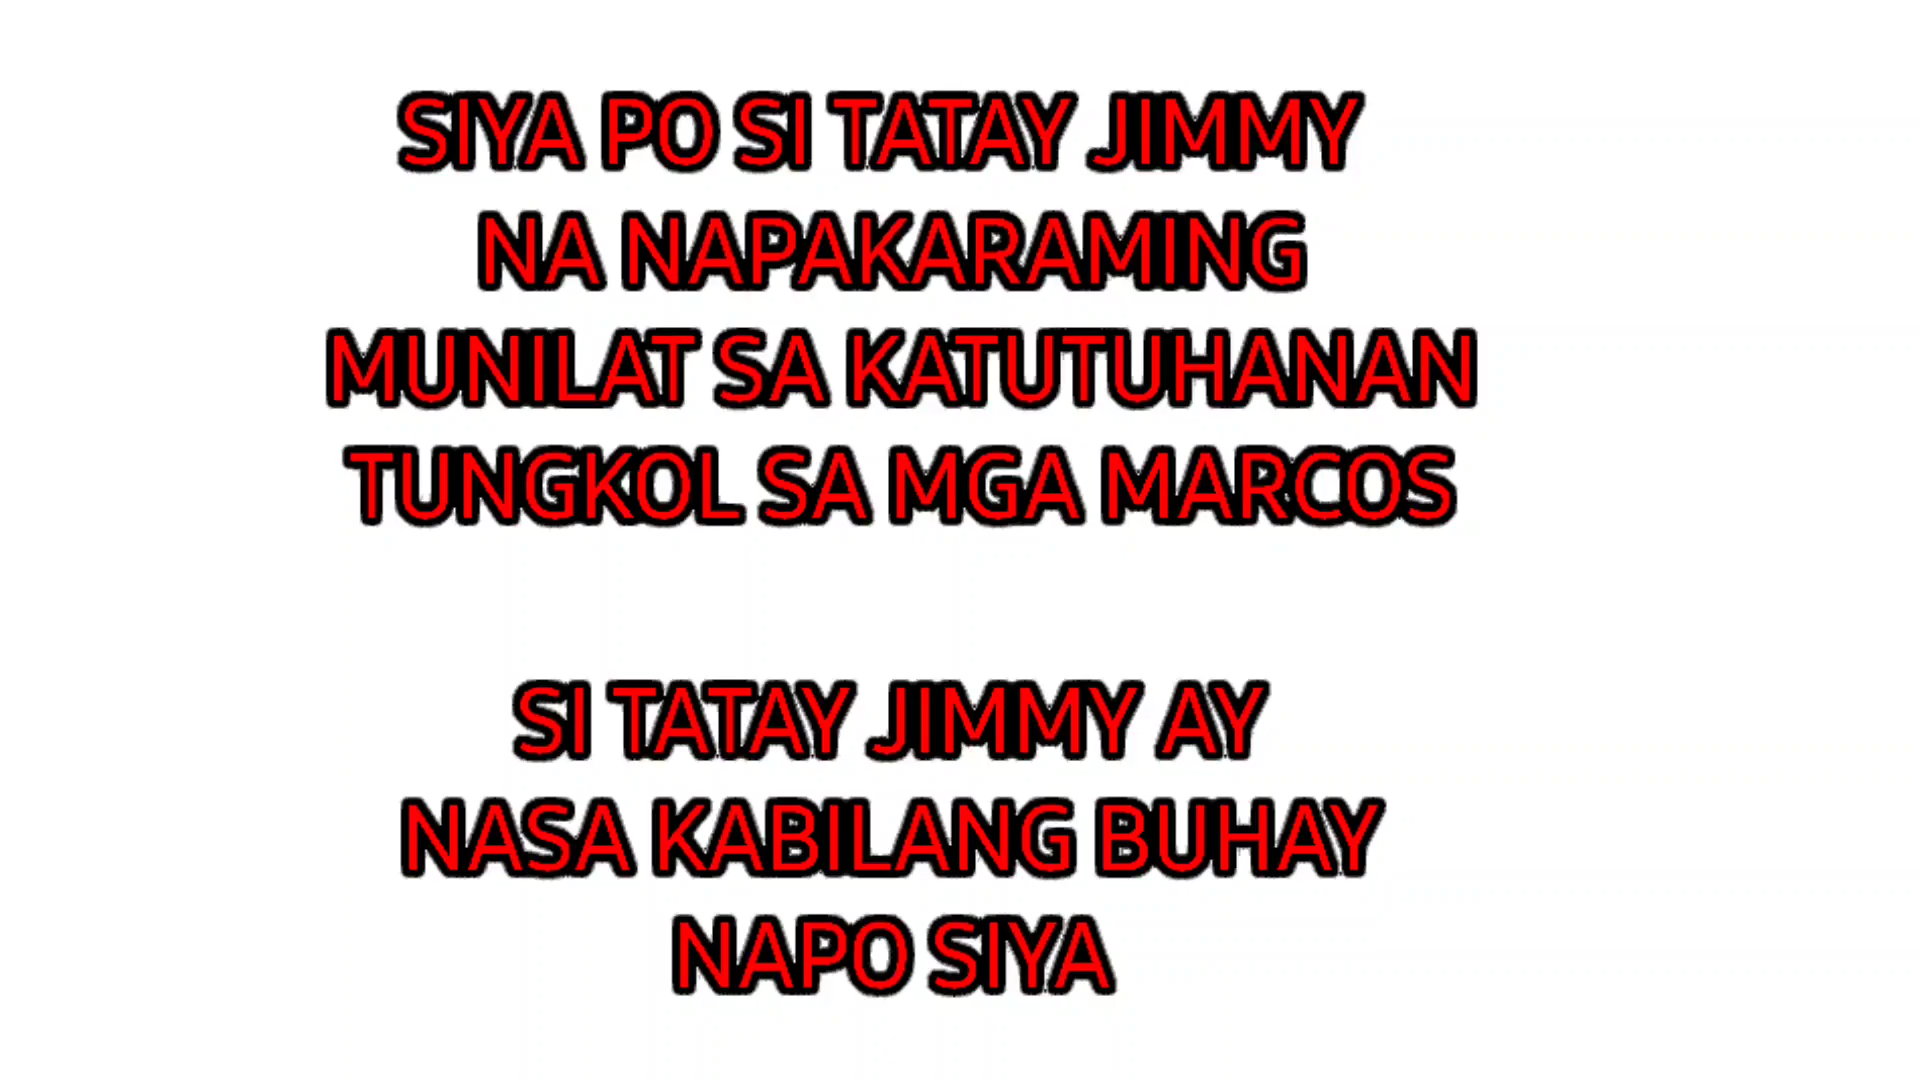 SIYA PO SI TATAY JIMMY
NA NAPAKARAMING
MUNILAT SA KATUTUHANAN
TUNGKOL SA MGA MARCOS
SI TATAY JIMMY AY
NASA KABILANG BUHAY
NAPO SIYA